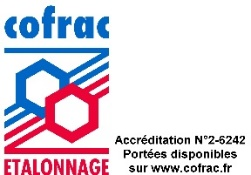 cofrac
ETALONNAGE
Accréditation N°2-6242
Portées disponibles
sur www.cofrac.fr